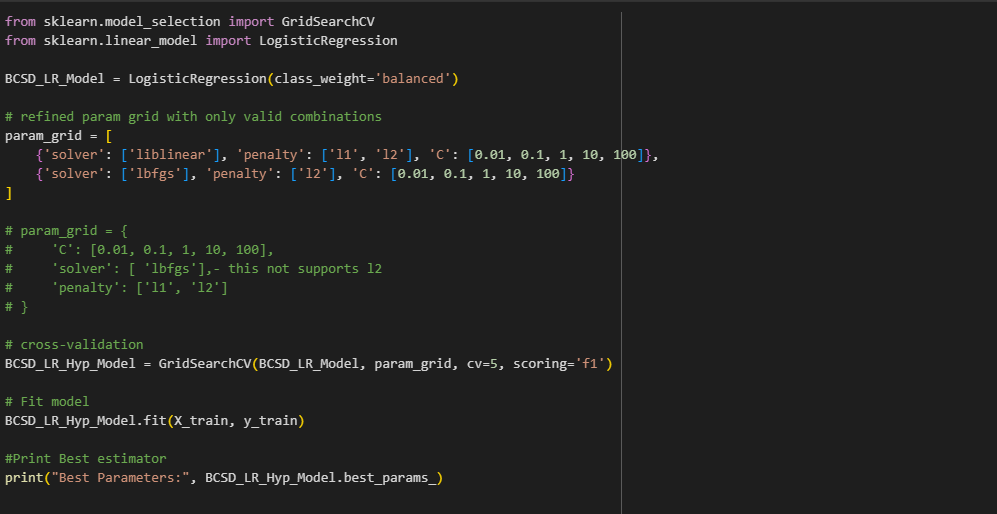 from sklearn.model_selection import GridSearchCV
from sklearn.linear_model import LogisticRegression
BCSD_LR_Model = LogisticRegression(class_weight='balanced')
# refined param grid with only valid combinations
param_grid = [
    {'solver': ['liblinear'], 'penalty': ['l1', 'l2'], 'C': [0.01, 0.1, 1, 10, 100]},
    {'solver': ['lbfgs'], 'penalty': ['l2'], 'C': [0.01, 0.1, 1, 10, 100]}
]
# param_grid = {
#     'C': [0.01, 0.1, 1, 10, 100],
#     'solver': [ 'lbfgs'],- this not supports l2
#     'penalty': ['l1', 'l2']
# }
# cross-validation
BCSD_LR_Hyp_Model = GridSearchCV(BCSD_LR_Model, param_grid, cv=5, scoring='f1')
# Fit model
BCSD_LR_Hyp_Model.fit(X_train, y_train)
#Print Best estimator
print("Best Parameters:", BCSD_LR_Hyp_Model.best_params_)